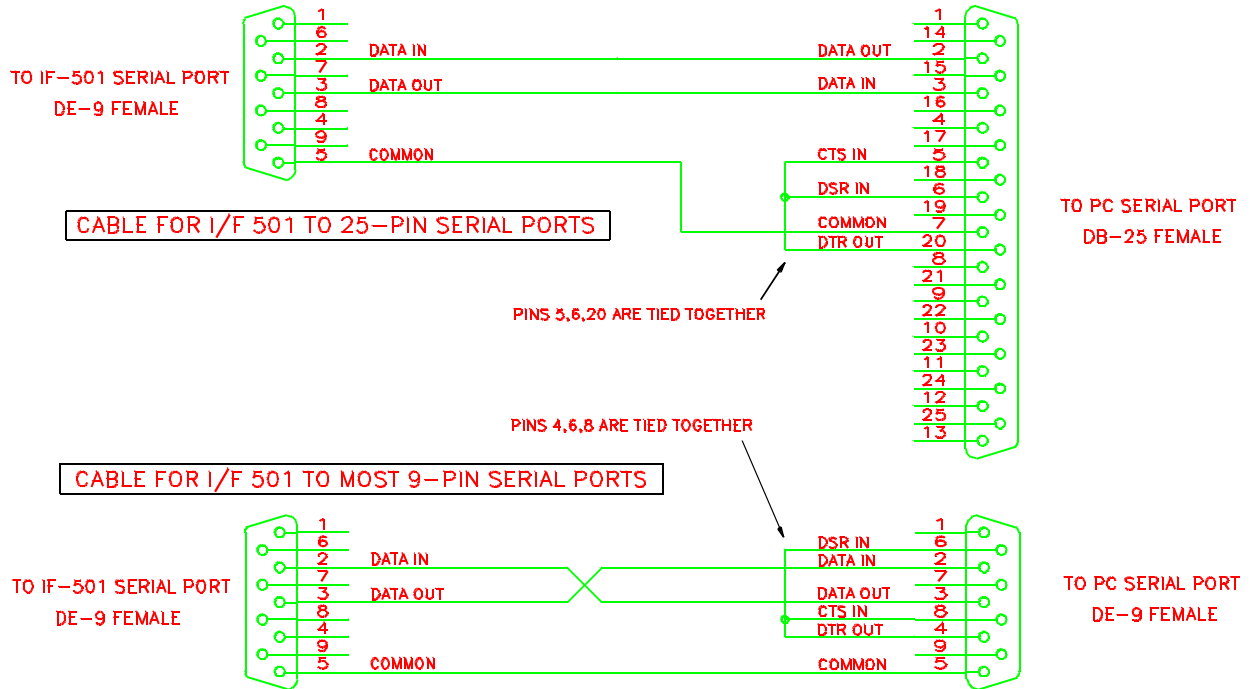 1
6
2 DATA IN
7
3 DATA OUT
8
4
9
5 COMMON
TO IF-501 SERIAL PORT
DE-9 FEMALE
1
14
DATA OUT 2
15
DATA IN 3
16
4
17
CTS IN 5
18
DSR IN 6
19
COMMON 7
DTR OUT 20
8
21
9
22
10
23
11
24
12
25
13
TO PC SERIAL PORT
DB-25 FEMALE
CABLE FOR I/F 501 TO 25-PIN SERIAL PORTS
PINS 5,6,20 ARE TIED TOGETHER
PINS 4,6,8 ARE TIED TOGETHER
CABLE FOR I/F 501 TO MOST 9-PIN SERIAL PORTS
1
6
2 DATA IN
7
3 DATA OUT
8
4
9
5 COMMON
TO IF-501 SERIAL PORT
DE-9 FEMALE
1
DSR IN 6
DATA IN 2
7
DATA OUT 3
CTS IN 8
DTR OUT 4
9
COMMON 5
TO PC SERIAL PORT
DE-9 FEMALE